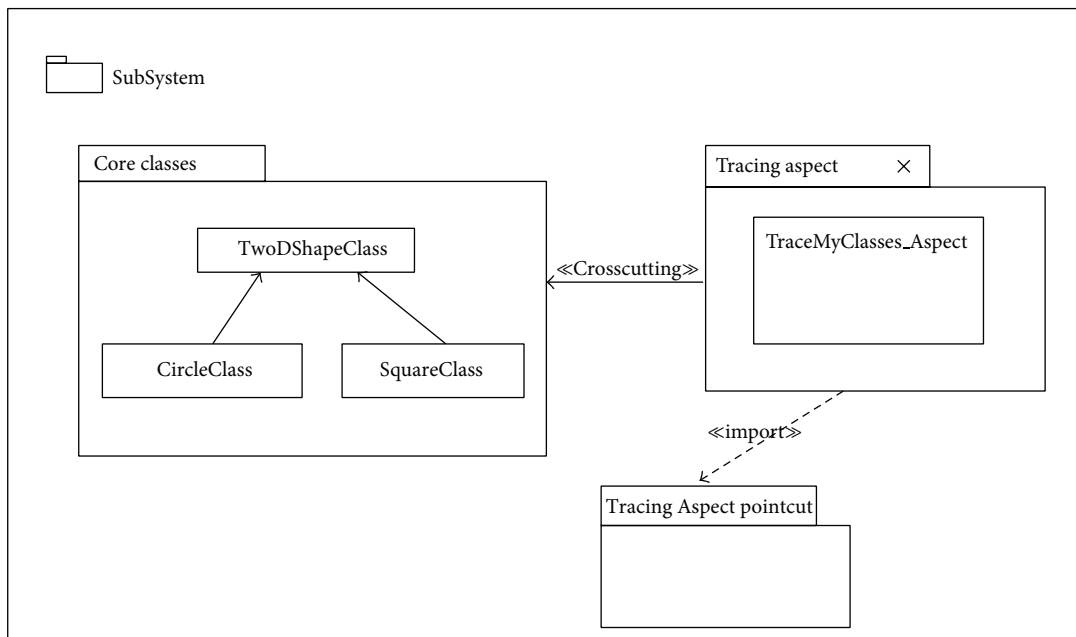 SubSystem
Core classes
Tracing aspect ×
TwoDShapeClass
TraceMyClasses_Aspect
≪Crosscutting≫
CircleClass
SquareClass
≪import≫
Tracing Aspect pointcut